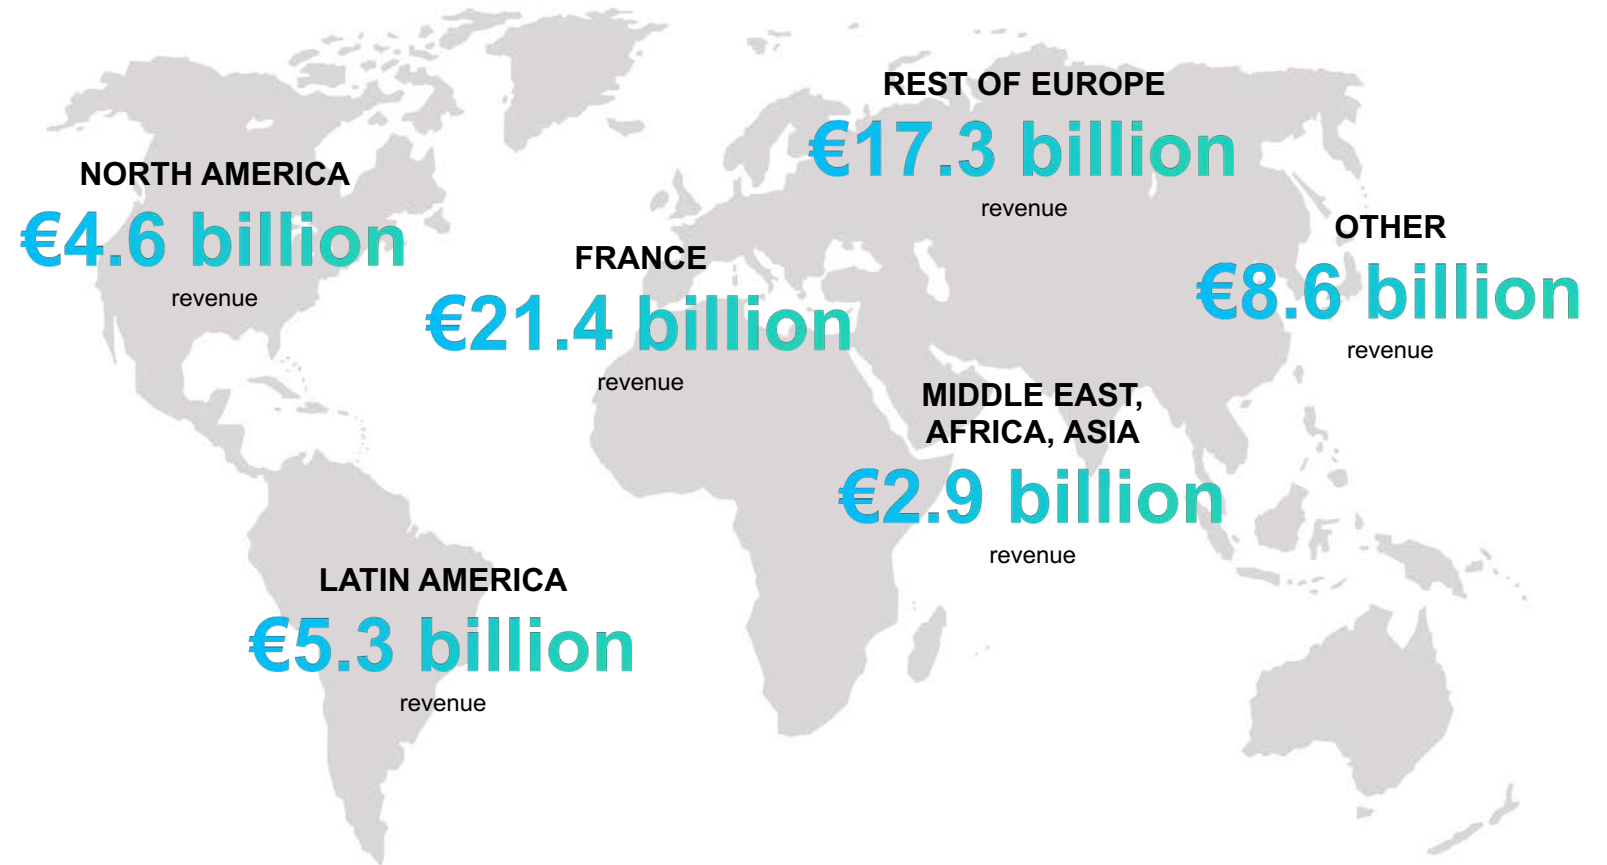 REST OF EUROPE
€17.3 billion
revenue
NORTH AMERICA
€4.6 billion
revenue
OTHER
€8.6 billion
revenue
FRANCE
€21.4 billion
revenue
MIDDLE EAST,
AFRICA, ASIA
€2.9 billion
revenue
LATIN AMERICA
€5.3 billion
revenue